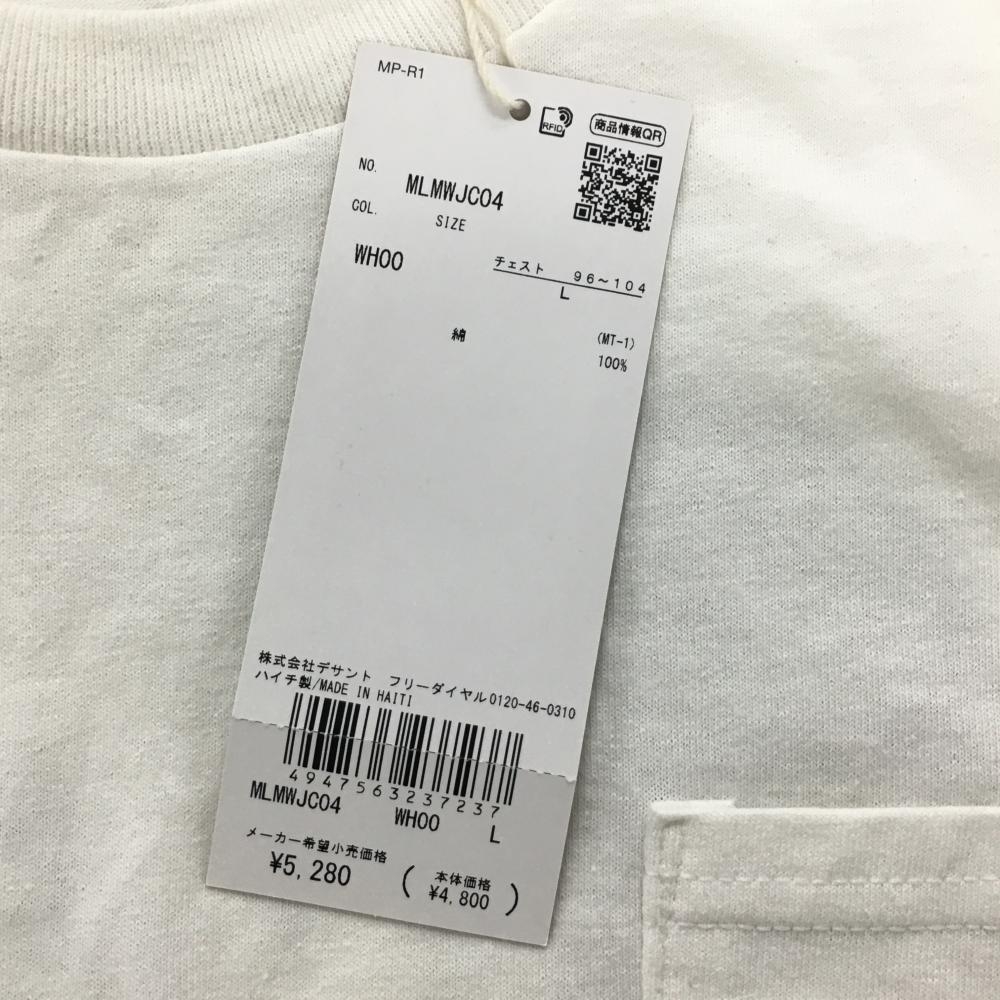 MP-R1
RFID
商品情報QR
NO.
MLMWJC04
COL.
SIZE
WH00
チェスト 96~104
L
綿
(MT-1)
100%
株式会社デサント フリーダイヤル0120-46-0310
ハイチ製/MADE IN HAITI
4947563237237
MLMWJC04 WH00 L
メーカー希望小売価格
¥5,280
(本体価格
¥4,800)